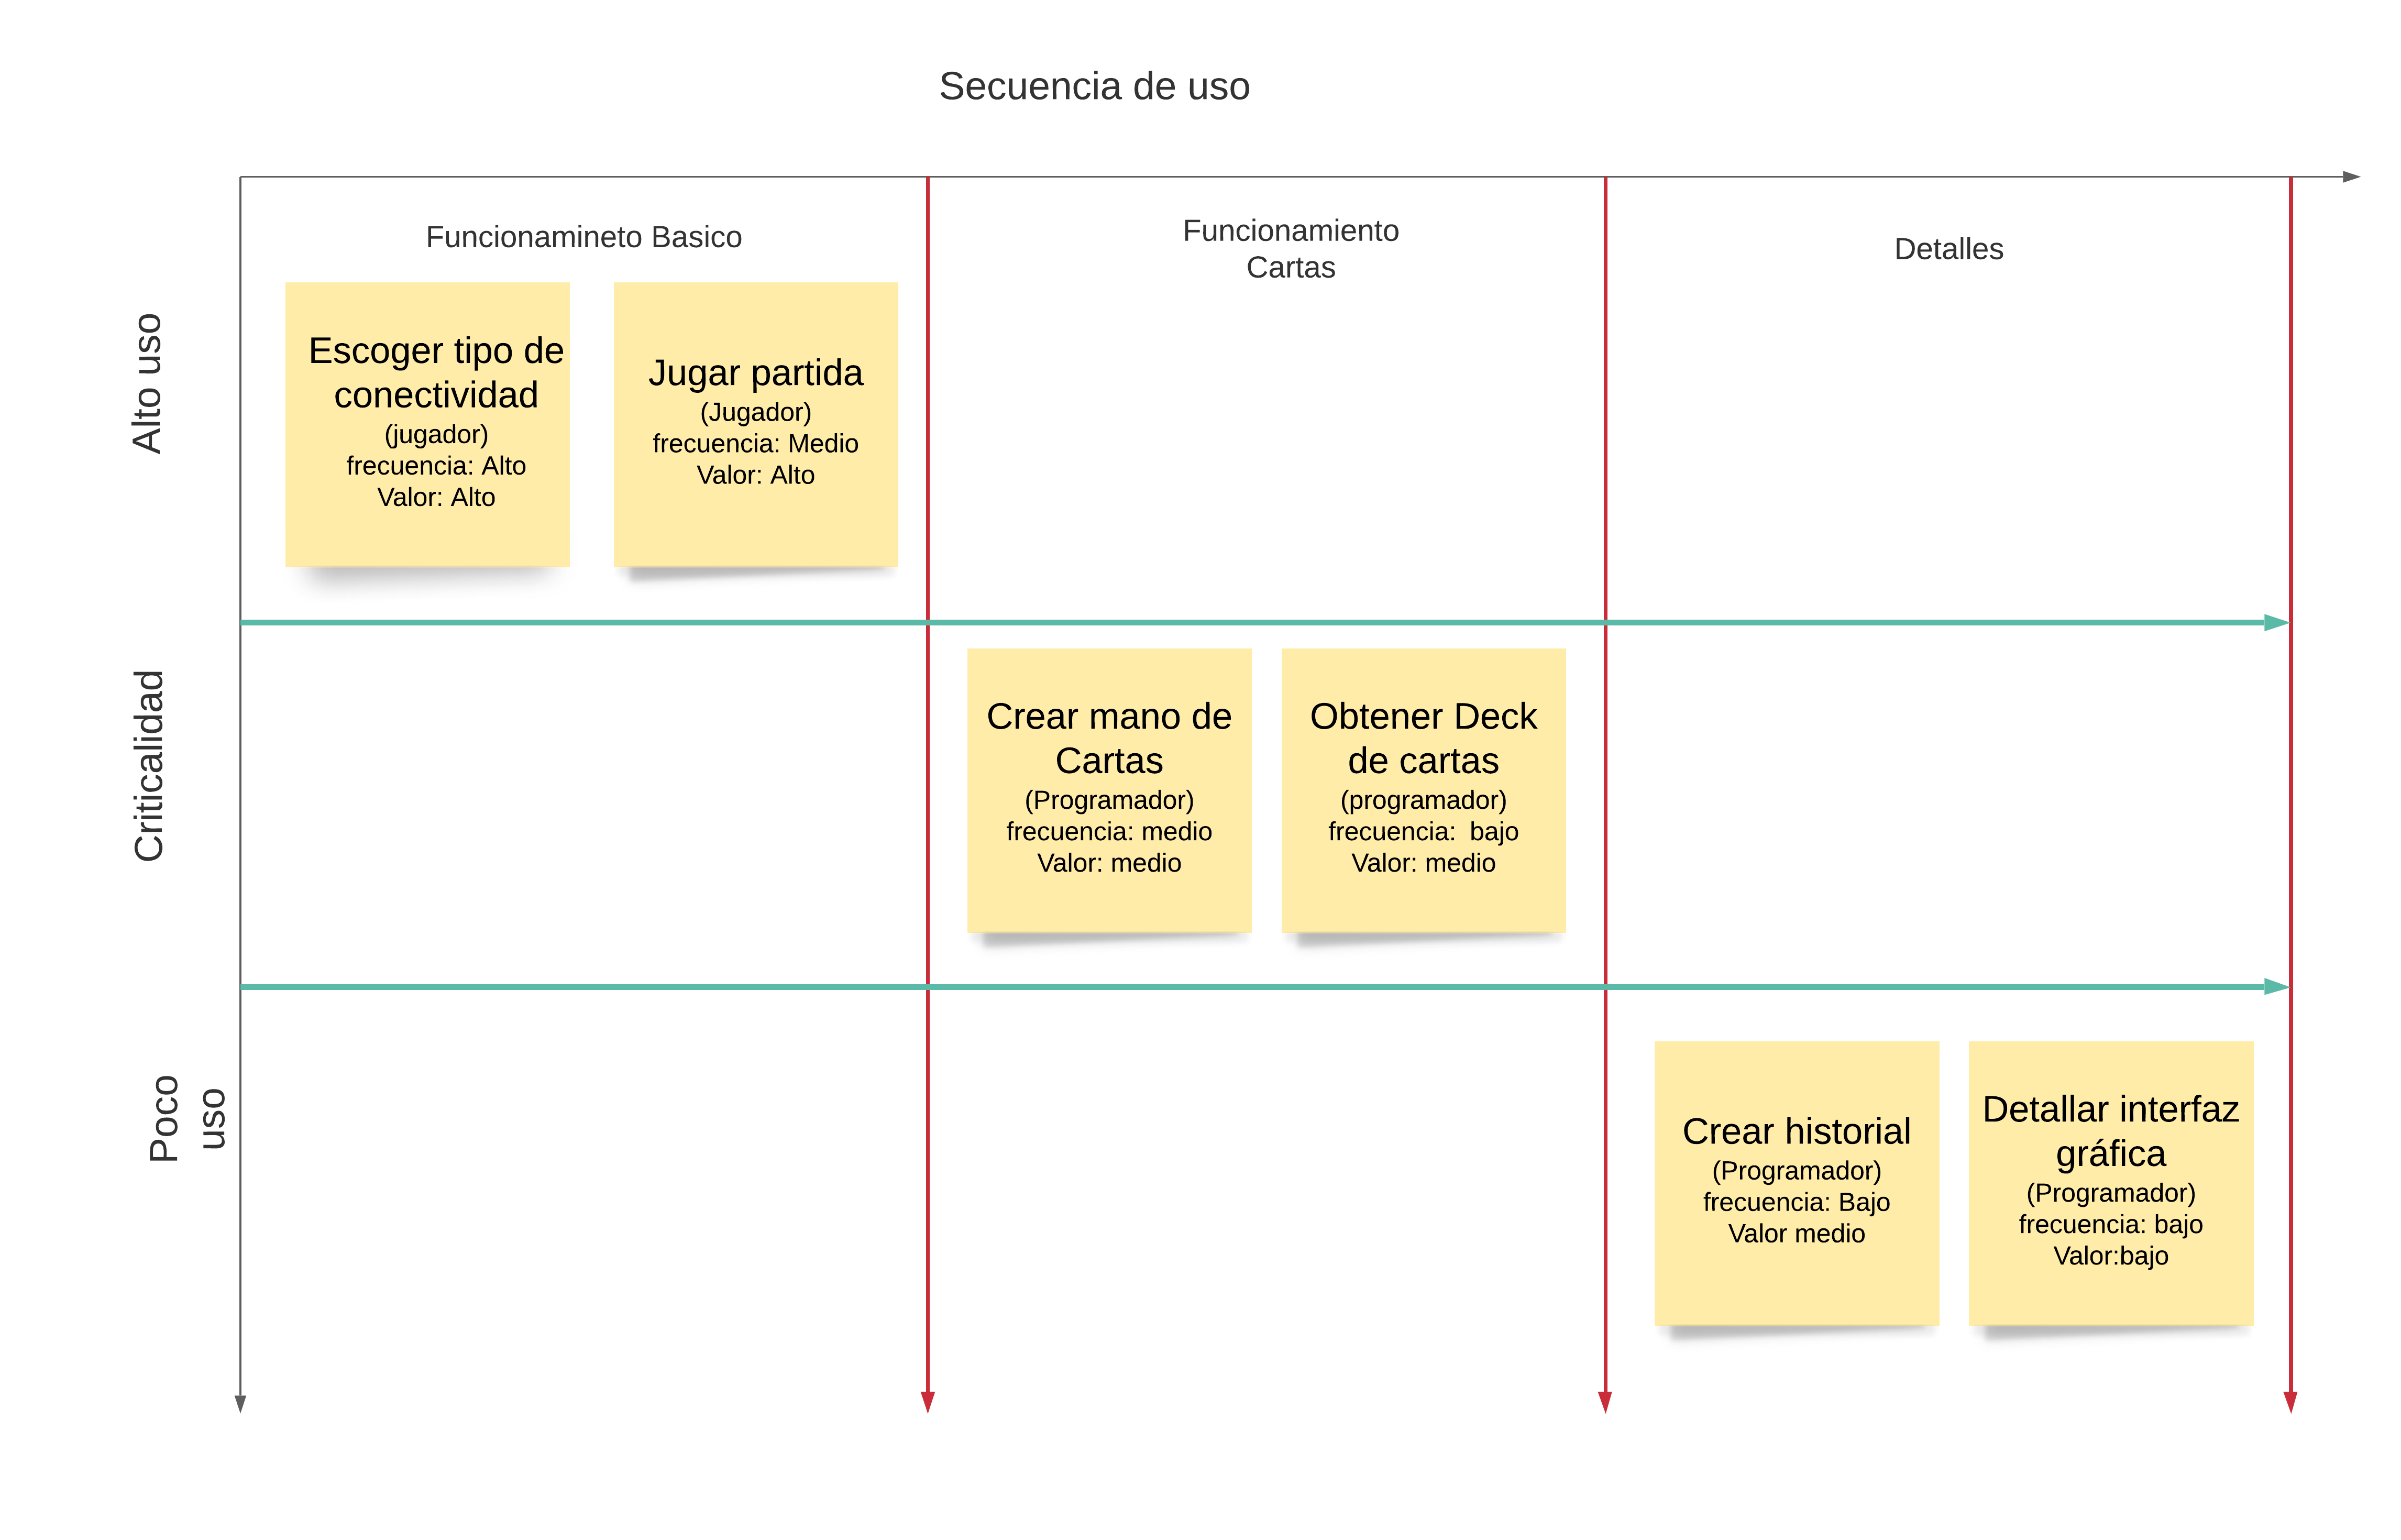 Secuencia de uso
Funcionamineto Basico
Funcionamiento
Cartas
Detalles
Alto uso
Escoger tipo de
conectividad
(jugador)
frecuencia: Alto
Valor: Alto
Jugar partida
(Jugador)
frecuencia: Medio
Valor: Alto
Criticalidad
Crear mano de
Cartas
(Programador)
frecuencia: medio
Valor: medio
Obtener Deck
de cartas
(programador)
frecuencia:  bajo
Valor: medio
Poco
uso
Crear historial
(Programador)
frecuencia: Bajo
Valor medio
Detallar interfaz
gráfica
(Programador)
frecuencia: bajo
Valor:bajo